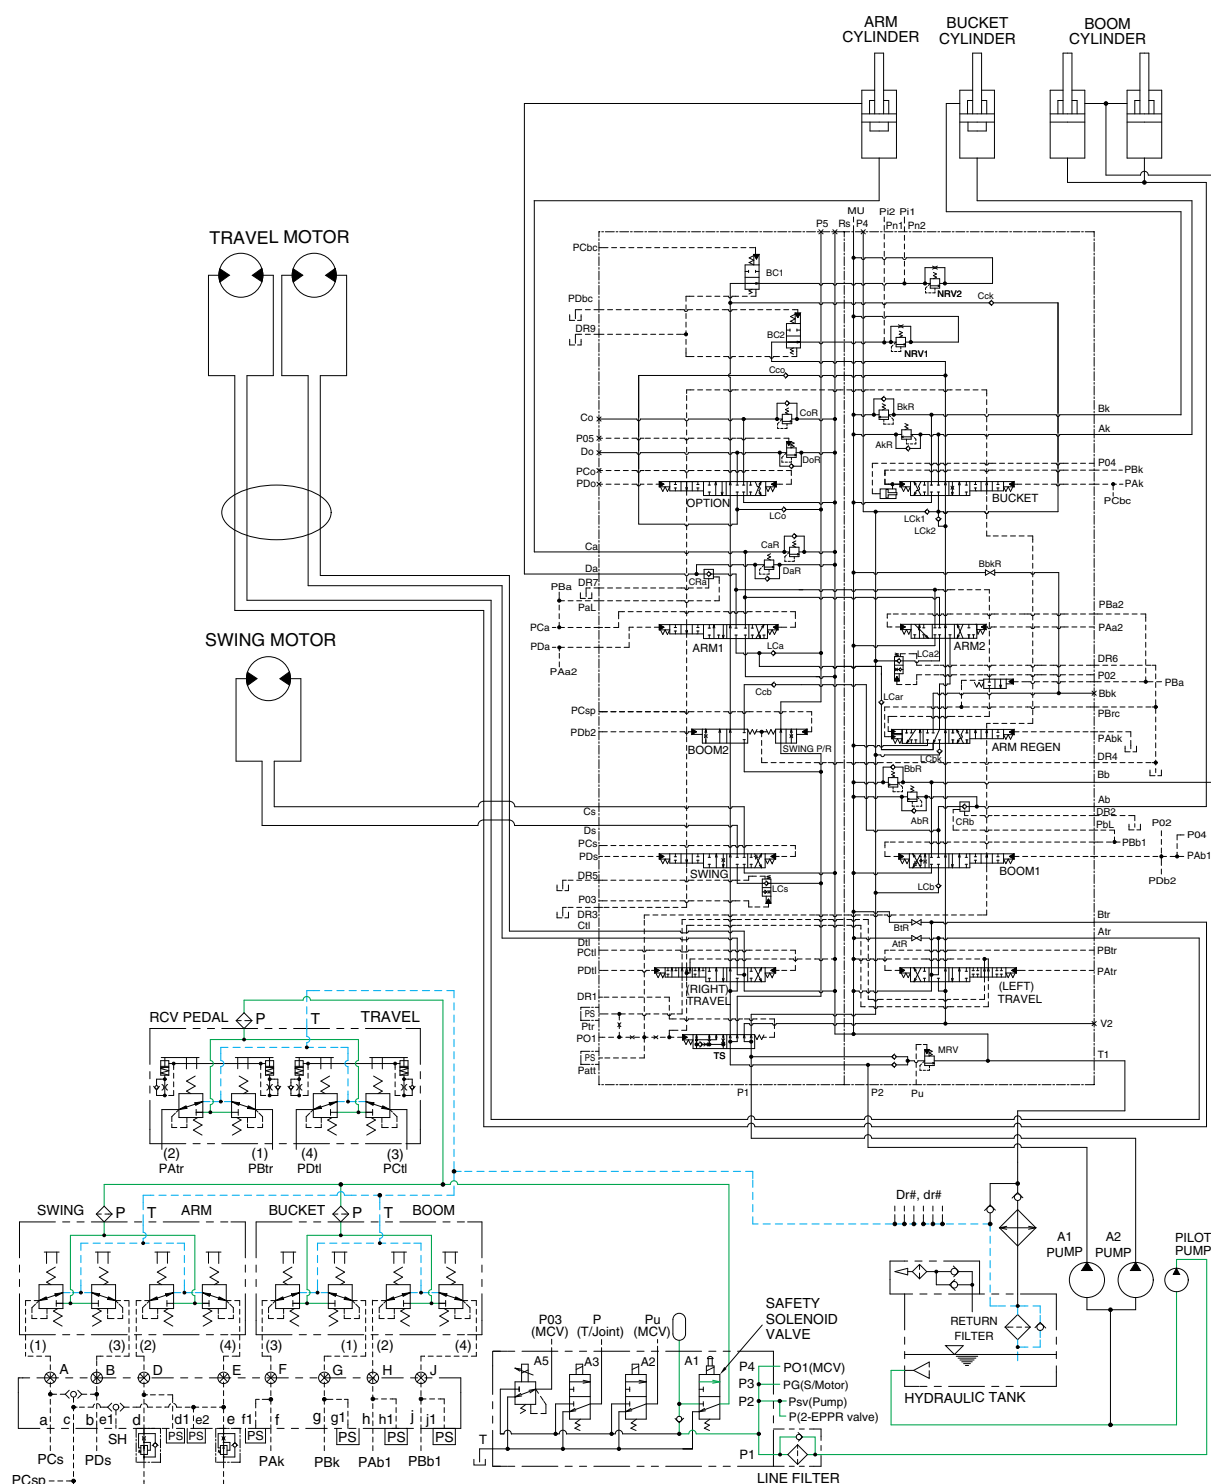 ARM
CYLINDER
BUCKET
CYLINDER
BOOM
CYLINDER
TRAVEL MOTOR
SWING MOTOR
P5
Rs
MU
P4
Pi2
Pi1
Pn1
Pn2
PCbc
BC1
NRV2
Cck
PDbc
DR9
BC2
NRV1
Cco
Co
CoR
BkR
Bk
AkR
Ak
P05
Do
DoR
PCo
PDo
OPTION
LCo
P04
PBk
PAk
PCbc
BUCKET
LCk1
LCk2
Ca
CaR
Da
CRa
DaR
BbkR
PBa
DR7
PaL
PCa
PDa
PAa2
ARM1
LCa
PBa2
PAa2
ARM2
LCa2
DR6
P02
PBa
LCar
Bbk
Ccb
PCsp
PDb2
BOOM2
SWING P/R
PBrc
PAbk
ARM REGEN
LCbk
DR4
BbR
Bb
AbR
CRb
Ab
DR2
PbL
PBb1
P02
P04
PAb1
PDb2
Cs
Ds
PCs
PDs
SWING
BOOM1
DR5
LCs
LCb
P03
DR3
Ctl
Dtl
PCtl
PDtl
(RIGHT)
TRAVEL
BtR
AtR
Btr
Atr
PBtr
PAtr
(LEFT)
TRAVEL
DR1
PS
Ptr
PO1
PS
Patt
TS
V2
MRV
T1
P1
P2
Pu
RCV PEDAL
P
T
TRAVEL
(2)
PAtr
(1)
PBtr
(4)
PDtl
(3)
PCtl
SWING
P
T
ARM
BUCKET
P
T
BOOM
(1)
(3)
(2)
(4)
(3)
(1)
(2)
(4)
A
B
D
E
F
G
H
J
a
c
b
e1
d
d1
e2
e
f1
f
g
g1
h
h1
j
j1
SH
PS
PS
PS
PS
PS
PS
PCs
PDs
PAk
PBk
PAb1
PBb1
PCsp
P03
(MCV)
P
(T/Joint)
Pu
(MCV)
SAFETY
SOLENOID
VALVE
A5
A3
A2
A1
T
P4
P3
P2
P1
PO1(MCV)
PG(S/Motor)
Psv(Pump)
P(2-EPPR valve)
LINE FILTER
Dr#, dr#
A1
PUMP
A2
PUMP
PILOT
PUMP
RETURN
FILTER
HYDRAULIC TANK